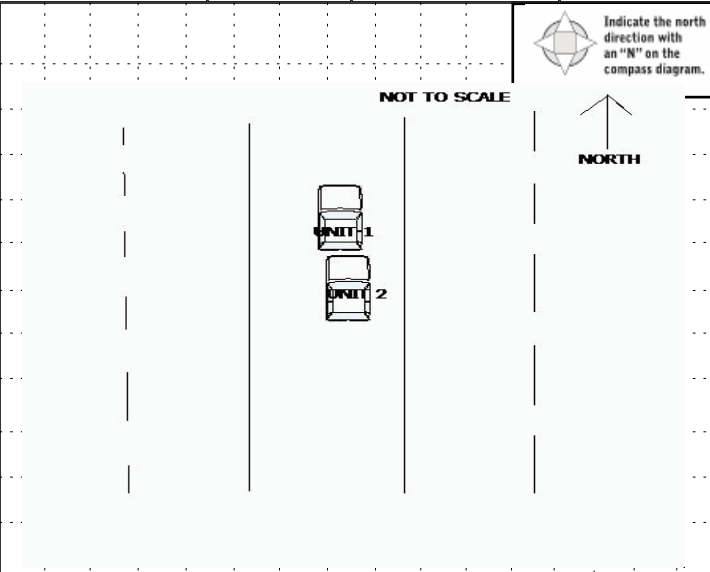 Indicate the north
direction with
an “N” on the
compass diagram.
NOT TO SCALE
NORTH
UNIT 1
UNIT 2